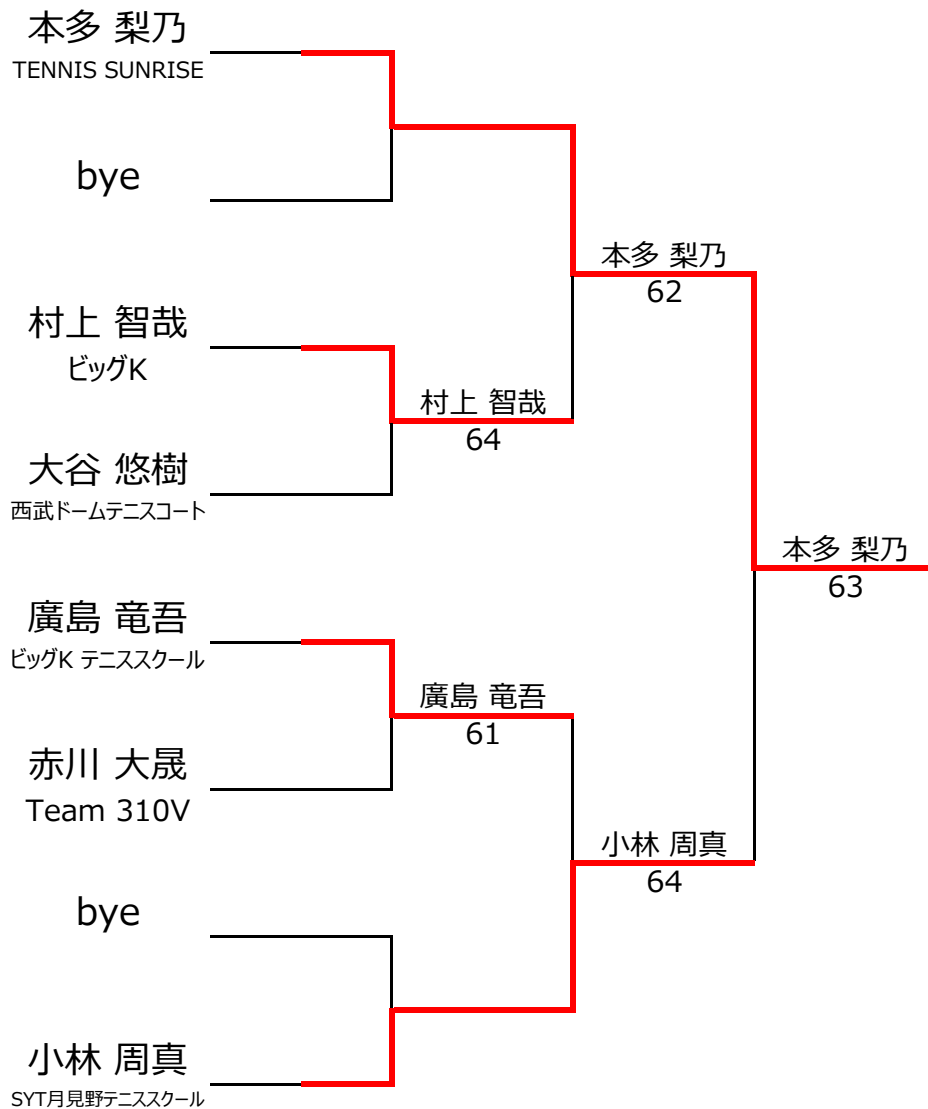 本多 梨乃
TENNIS SUNRISE
bye
本多 梨乃
62
村上 智哉
ビッグK
村上 智哉
64
大谷 悠樹
西武ドームテニスコート
本多 梨乃
63
廣島 竜吾
ビッグK テニススクール
廣島 竜吾
61
赤川 大晟
Team 310V
小林 周真
64
bye
小林 周真
SYT月見野テニススクール